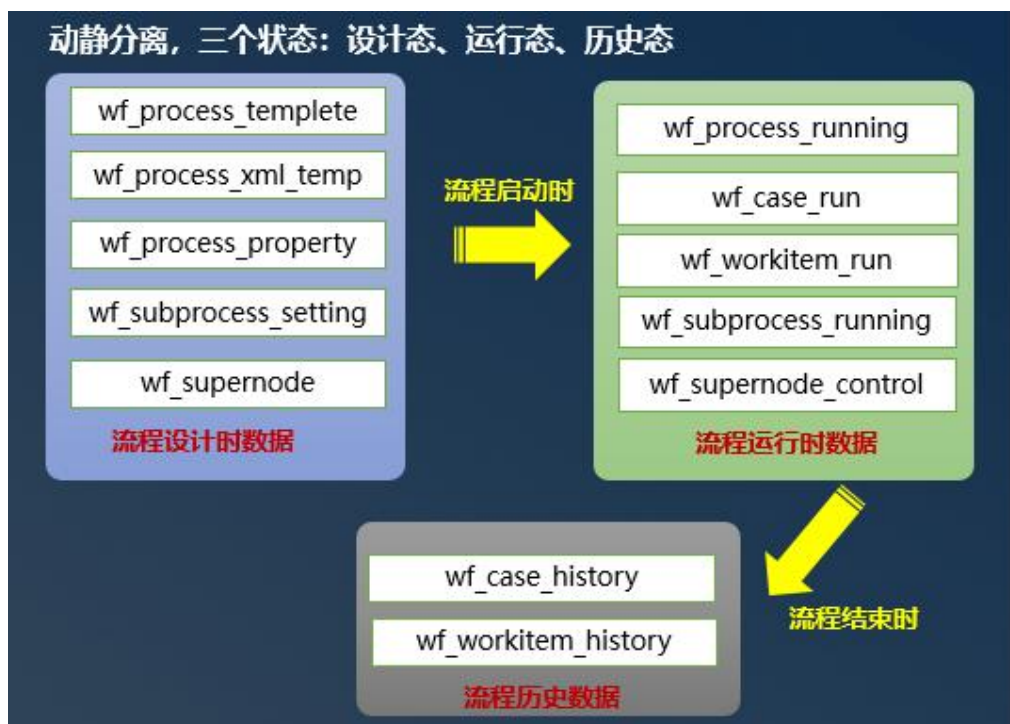 动静分离，三个状态：设计态、运行态、历史态
wf_process_templete
wf_process_xml_temp
wf_process_property
wf_subprocess_setting
wf_supernode
流程设计时数据
流程启动时
wf_process_running
wf_case_run
wf_workitem_run
wf_subprocess_running
wf_supernode_control
流程运行时数据
流程结束时
wf_case_history
wf_workitem_history
流程历史数据